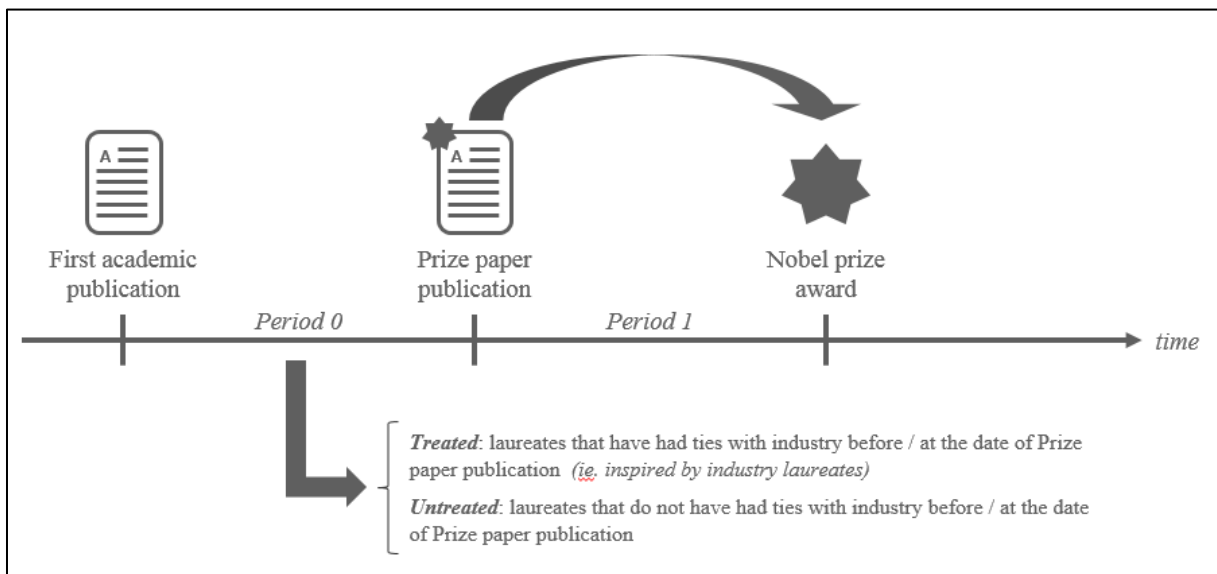 A
A
First academic
publication
Prize paper
publication
Nobel prize
award
Period 0
Period 1
time
Treated: laureates that have had ties with industry before / at the date of Prize
paper publication (ie. inspired by industry laureates)
Untreated: laureates that do not have had ties with industry before / at the date
of Prize paper publication